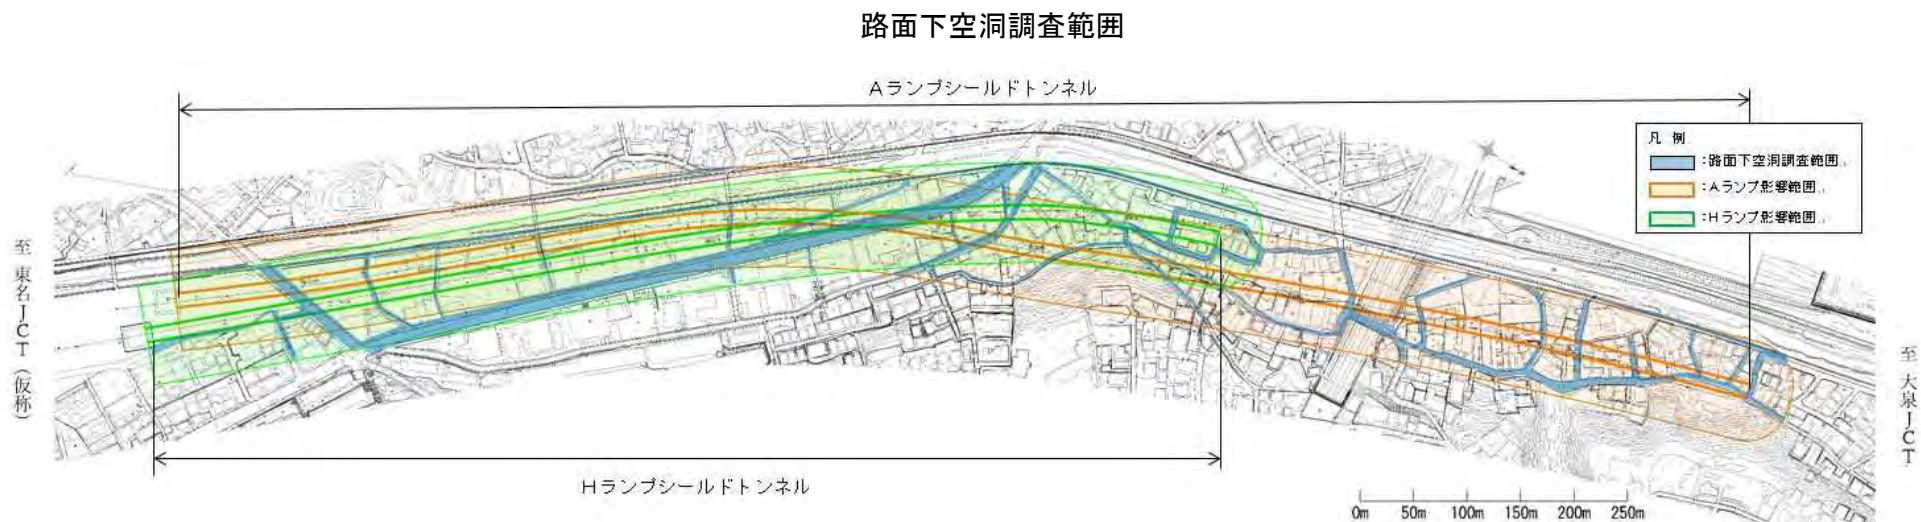 路面下空洞調査範囲
Aランプシールドトンネル
凡 例
:路面下空洞調査範囲
:Aランプ影響範囲
:Hランプ影響範囲
至 東名JCT(仮称)
至 大泉JCT
Hランプシールドトンネル
0m 50m 100m 150m 200m 250m